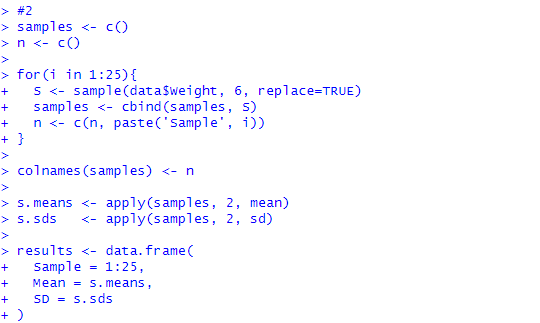 > #2
> samples <- c()
> n <- c()
>
> for(i in 1:25){
+   S <- sample(data$Weight, 6, replace=TRUE)
+   samples <- cbind(samples, S)
+   n <- c(n, paste('Sample', i))
+ }
>
> colnames(samples) <- n
>
> s.means <- apply(samples, 2, mean)
> s.sds   <- apply(samples, 2, sd)
>
> results <- data.frame(
+   Sample = 1:25,
+   Mean = s.means,
+   SD = s.sds
+ )